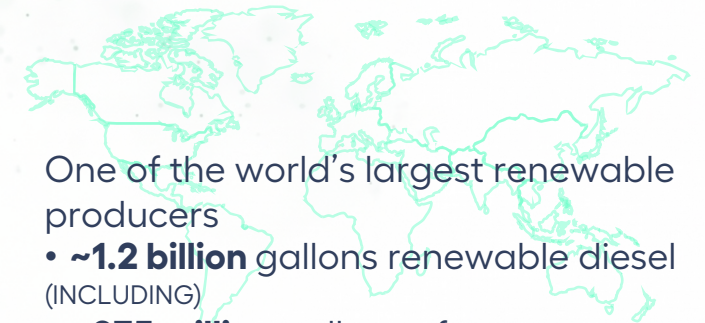 One of the world’s largest renewable
producers
• ~1.2 billion gallons renewable diesel
(INCLUDING)